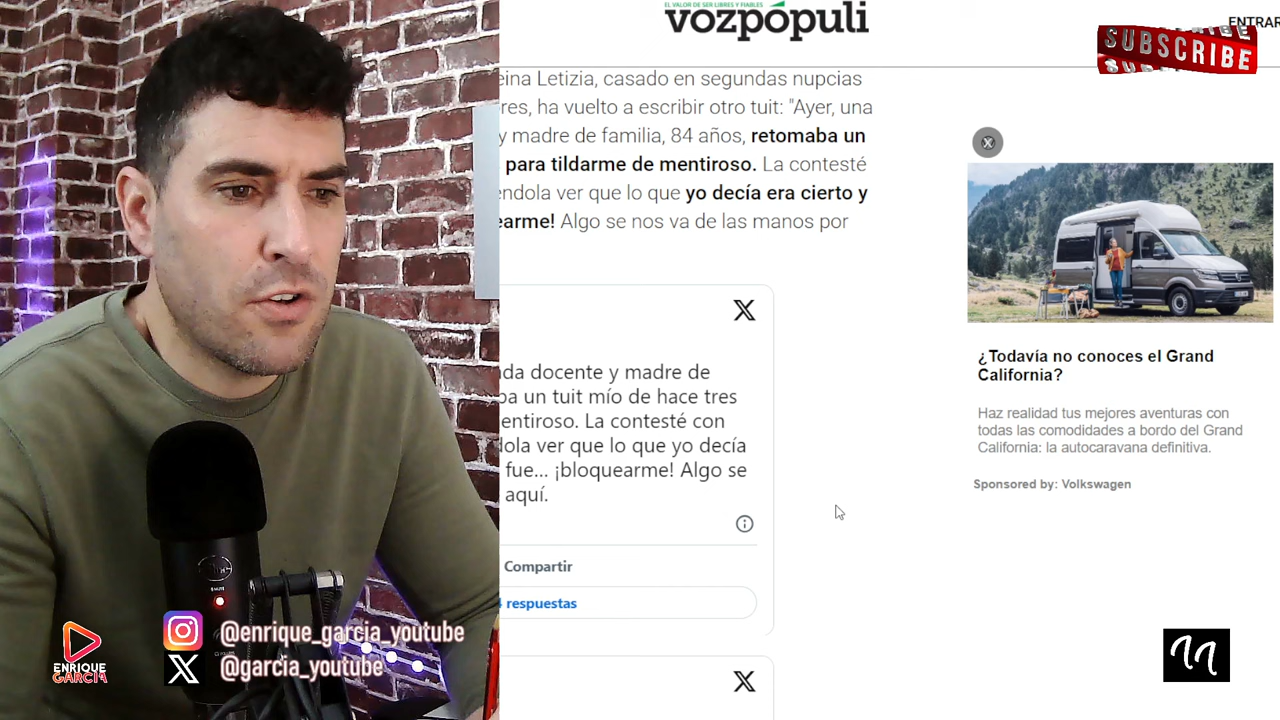 EL VALOR DE SER LIBRES Y FIABLES
vozpópuli
ENTRAR
SUBSCRIBE
eina Letizia, casado en segundas nupcias
res, ha vuelto a escribir otro tuit: "Ayer, una
y madre de familia, 84 años, retomaba un
para tildarme de mentiroso. La contesté
éndola ver que lo que yo decía era cierto y
earme! Algo se nos va de las manos por
ada docente y madre de
ba un tuit mío de hace tres
entiroso. La contesté con
dola ver que lo que yo decía
fue... ¡bloquearme! Algo se
aquí.
Compartir
4 respuestas
¿Todavía no conoces el Grand
California?
Haz realidad tus mejores aventuras con
todas las comodidades a bordo del Grand
California: la autocaravana definitiva.
Sponsored by: Volkswagen
ENRIQUE
GARCIA
@enrique_garcia_youtube
@garcia_youtube